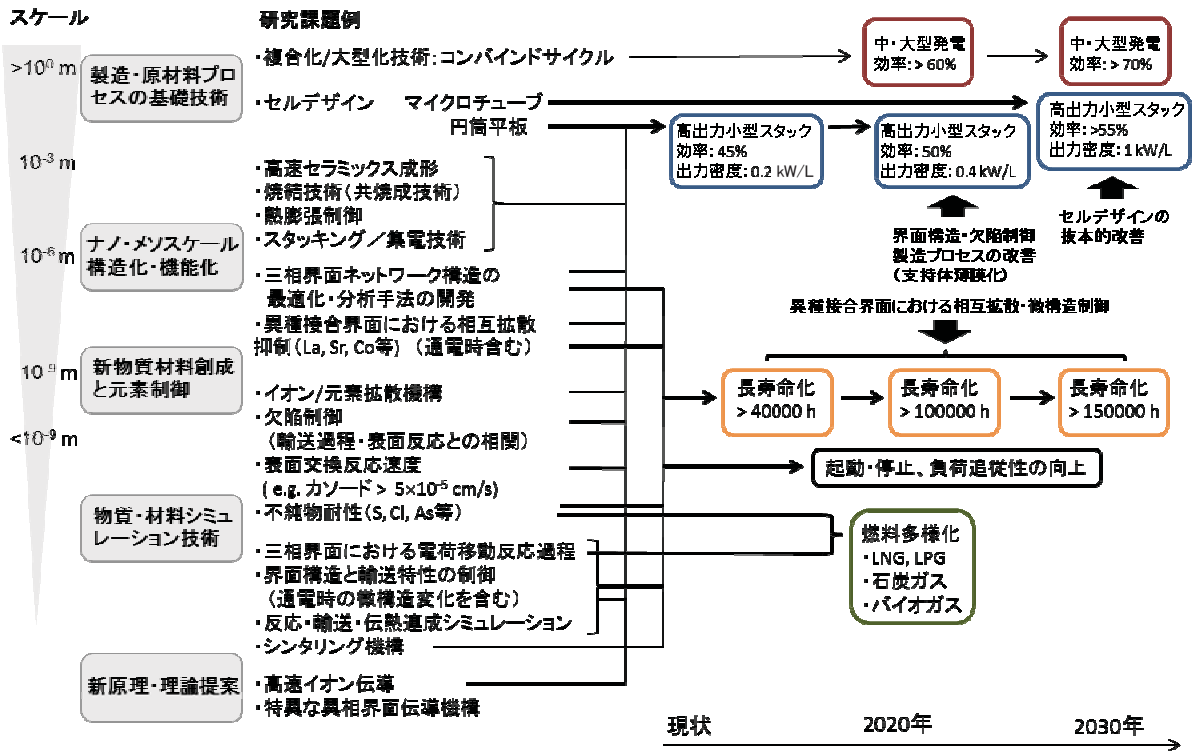 スケール
>10⁰ m
10⁻³ m
10⁻⁶ m
10⁻⁹ m
<10⁻⁹ m
製造・原材料プロ
セスの基礎技術
ナノ・メソスケール
構造化・機能化
新物質材料創成
と元素制御
物質・材料シミュ
レーション技術
新原理・理論提案
研究課題例
・複合化/大型化技術：コンバインドサイクル
・セルデザイン マイクロチューブ
円筒平板
・高速セラミックス成形
・焼結技術（共焼成技術）
・熱膨張制御
・スタッキング／集電技術
・三相界面ネットワーク構造の
最適化・分析手法の開発
・異種接合界面における相互拡散
抑制（La, Sr, Co等）（通電時含む）
・イオン/元素拡散機構
・欠陥制御
（輸送過程・表面反応との相関）
・表面交換反応速度
( e.g. カソード > 5×10⁻⁵ cm/s)
・不純物耐性（S, Cl, As等）
・三相界面における電荷移動反応過程
・界面構造と輸送特性の制御
（通電時の微構造変化を含む）
・反応・輸送・伝熱連成シミュレーション
・シンタリング機構
・高速イオン伝導
・特異な異相界面伝導機構
中・大型発電
効率：> 60%
中・大型発電
効率：> 70%
高出力小型スタック
効率：45%
出力密度：0.2 kW/L
高出力小型スタック
効率：50%
出力密度：0.4 kW/L
高出力小型スタック
効率：>55%
出力密度：1 kW/L
界面構造・欠陥制御
製造プロセスの改善
（支持体薄膜化）
セルデザインの
抜本的改善
異種接合界面における相互拡散・微構造制御
長寿命化
> 40000 h
長寿命化
> 100000 h
長寿命化
> 150000 h
起動・停止、負荷追従性の向上
燃料多様化
・LNG, LPG
・石炭ガス
・バイオガス
現状
2020年
2030年